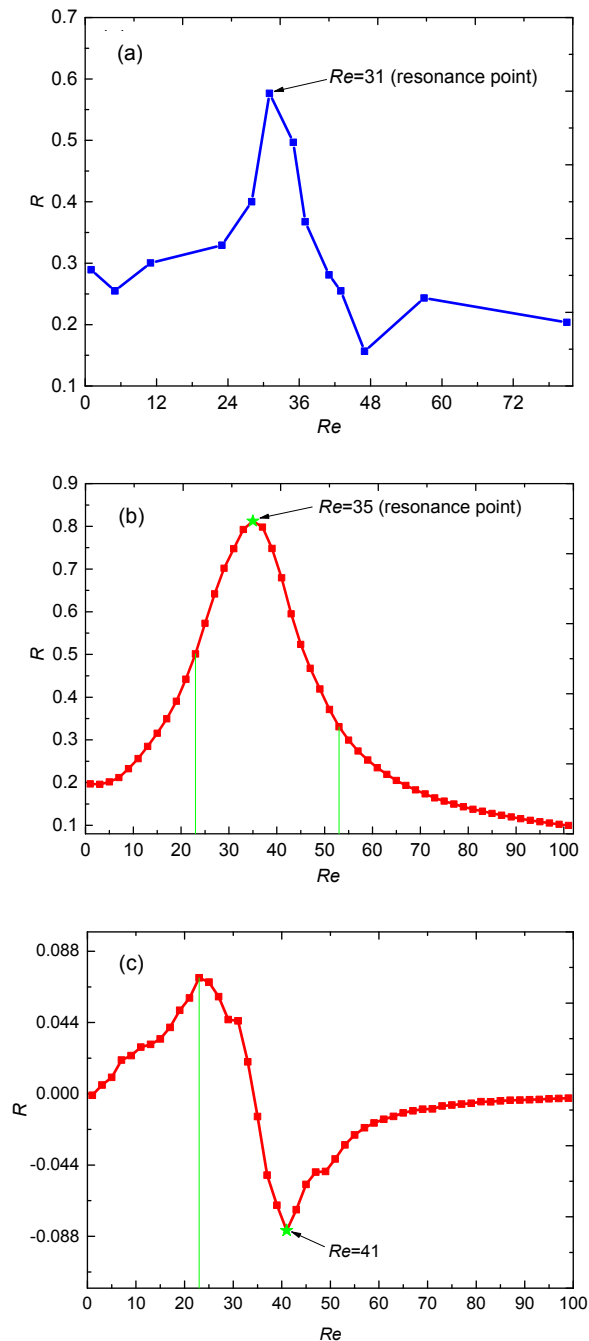 0.7
(a)
Re=31 (resonance point)
0.6
0.5
R
0.4
0.3
0.2
0.1
0 12 24 36 48 60 72
Re
0.9
(b)
Re=35 (resonance point)
0.8
0.7
0.6
R
0.5
0.4
0.3
0.2
0.1
0 10 20 30 40 50 60 70 80 90 100
Re
0.088
(c)
0.044
0.000
R
-0.044
-0.088
Re=41
0 10 20 30 40 50 60 70 80 90 100
Re